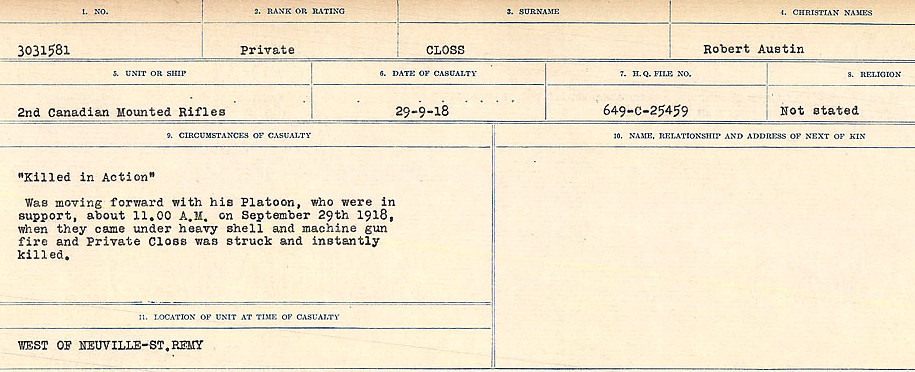 1. NO. 2. RANK OR RATING 3. SURNAME 4. CHRISTIAN NAMES
3031581 Private CLOSS Robert Austin
5. UNIT OR SHIP 6. DATE OF CASUALTY 7. H.Q. FILE NO. 8. RELIGION
2nd Canadian Mounted Rifles 29-9-18 649-C-25459 Not stated
9. CIRCUMSTANCES OF CASUALTY 10. NAME, RELATIONSHIP AND ADDRESS OF NEXT OF KIN
"Killed in Action"
Was moving forward with his Platoon, who were in
support, about 11.00 A.M. on September 29th 1918,
when they came under heavy shell and machine gun
fire and Private Closs was struck and instantly
killed.
11. LOCATION OF UNIT AT TIME OF CASUALTY
WEST OF NEUVILLE-ST.REMY